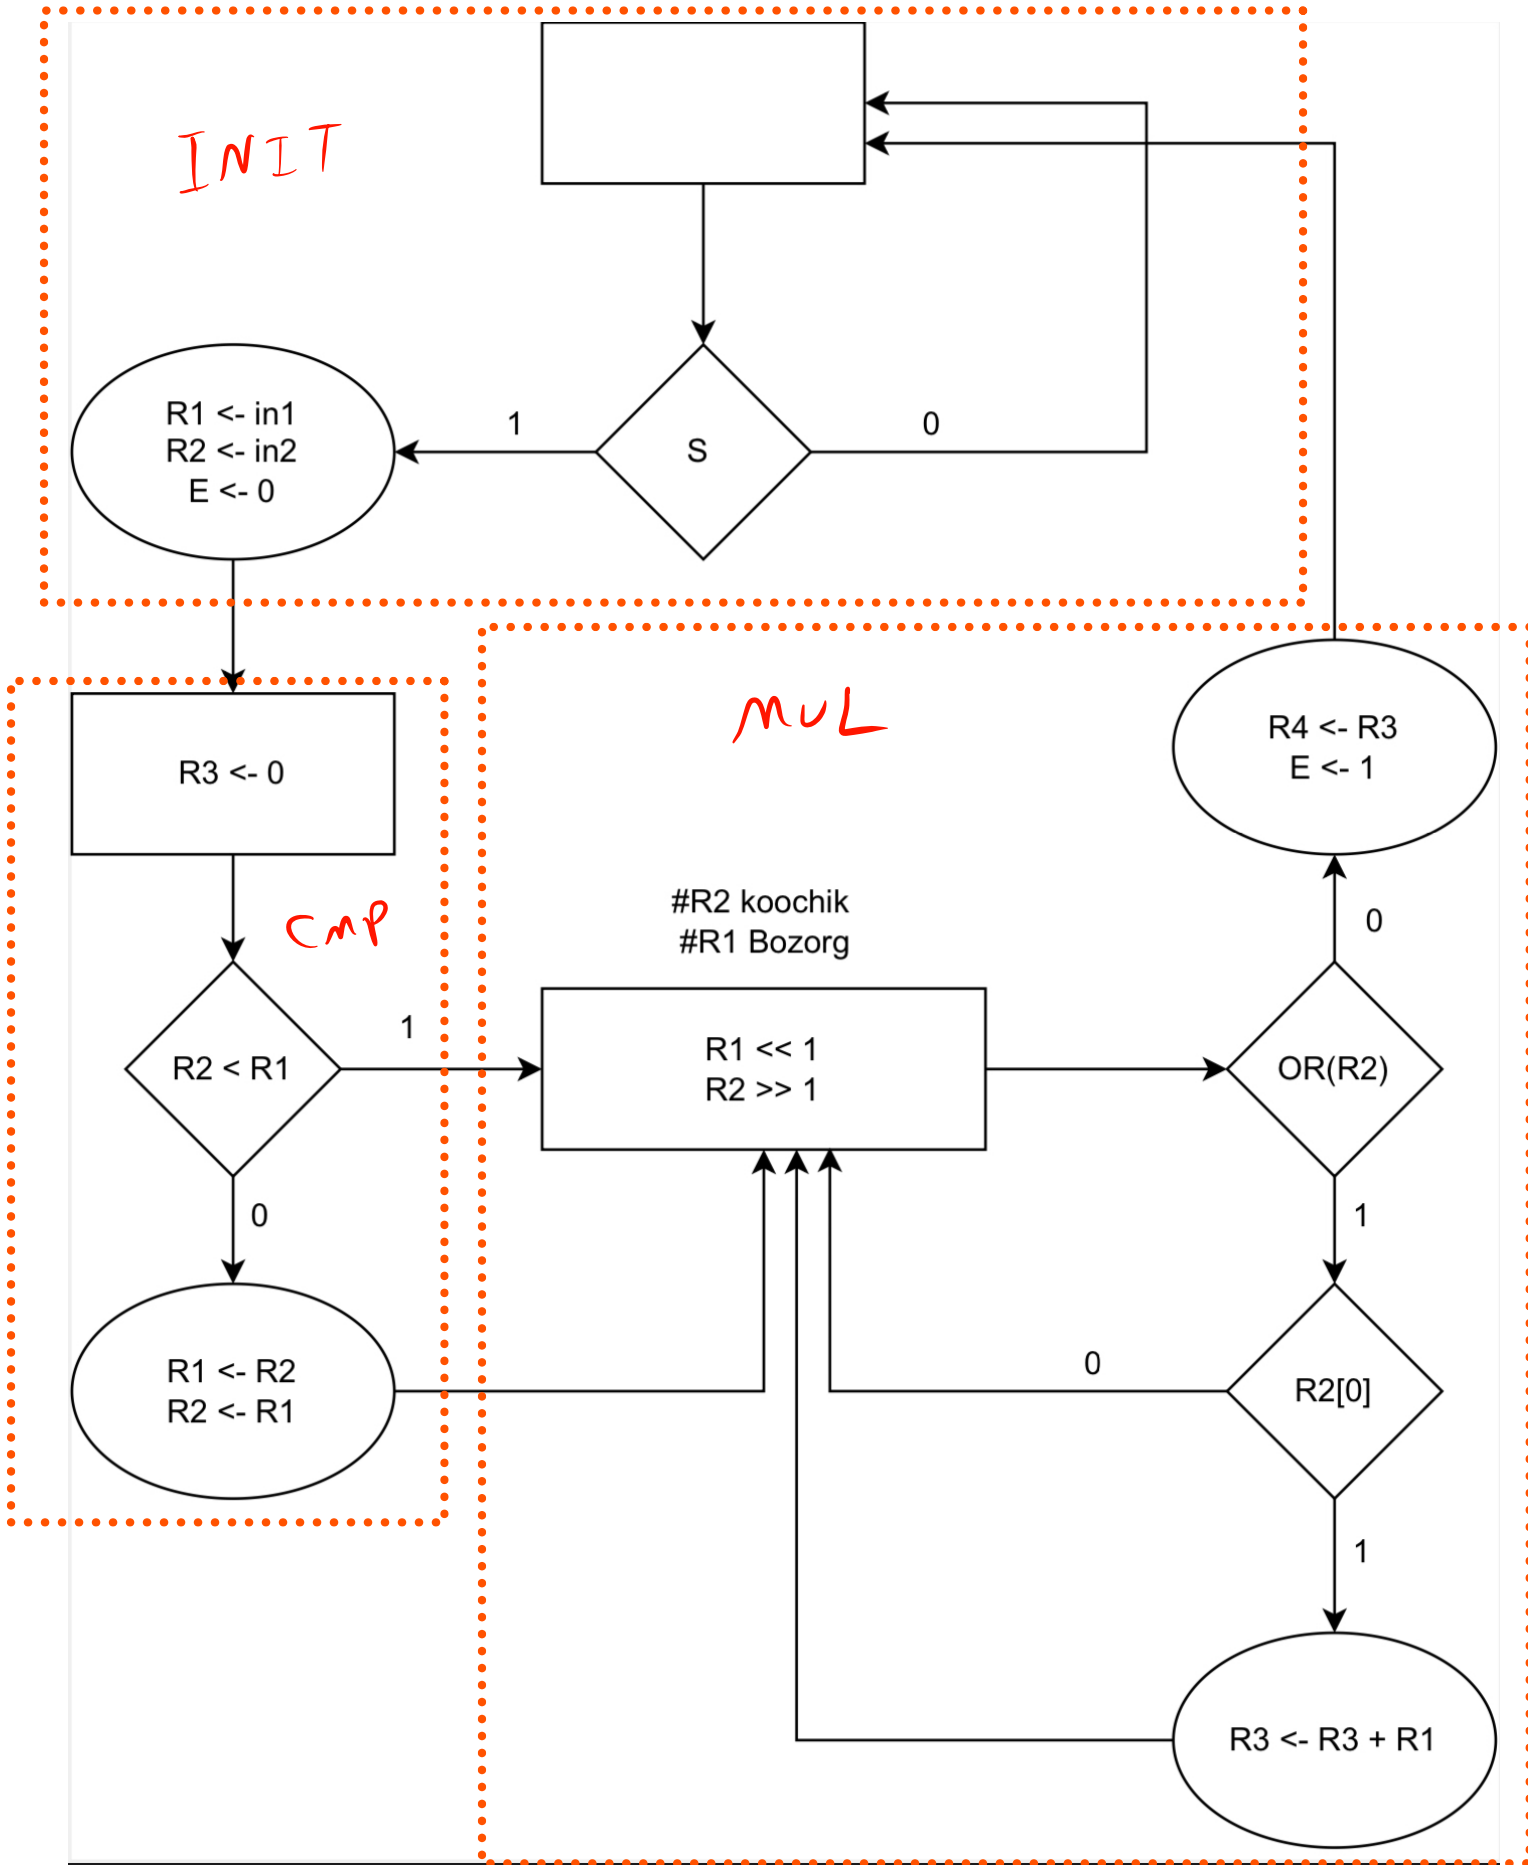 INIT
S
1
0
R1 <- in1
R2 <- in2
E <- 0
R3 <- 0
CMP
R2 < R1
1
0
R1 <- R2
R2 <- R1
MUL
#R2 koochik
#R1 Bozorg
R1 << 1
R2 >> 1
R4 <- R3
E <- 1
0
OR(R2)
1
R2[0]
0
1
R3 <- R3 + R1